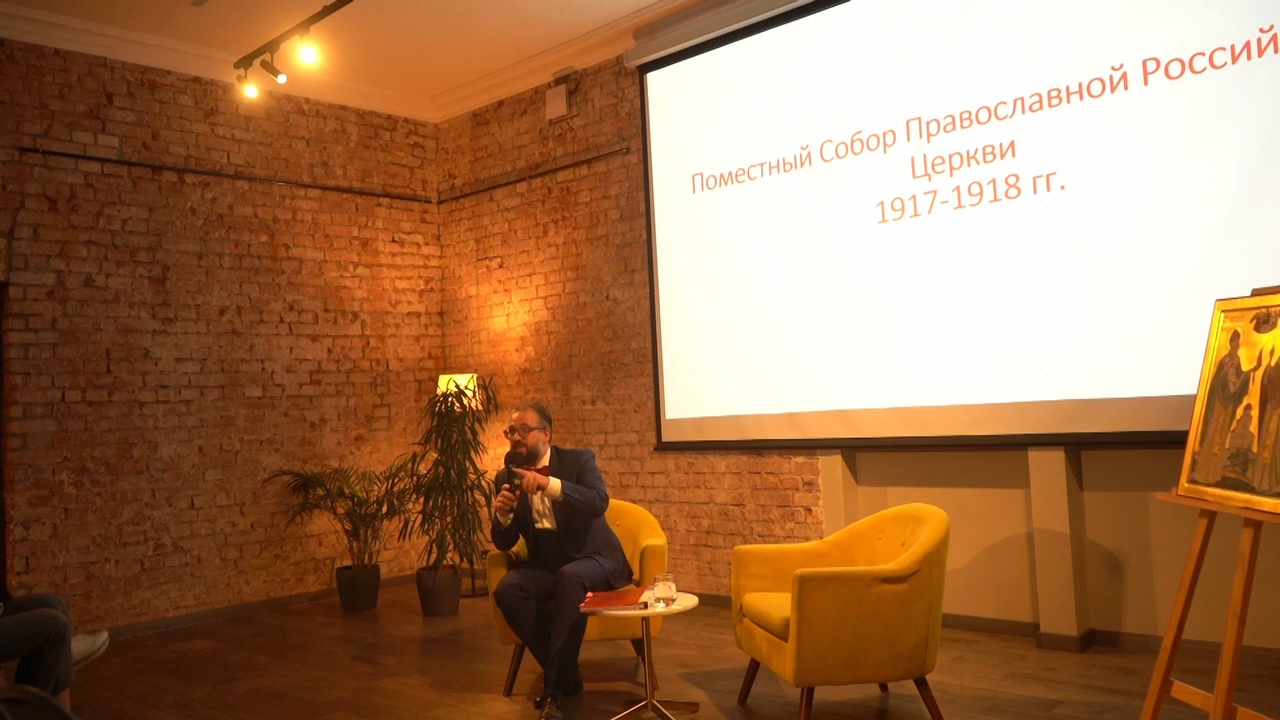 Поместный Собор Православной Россий
Церкви
1917-1918 гг.